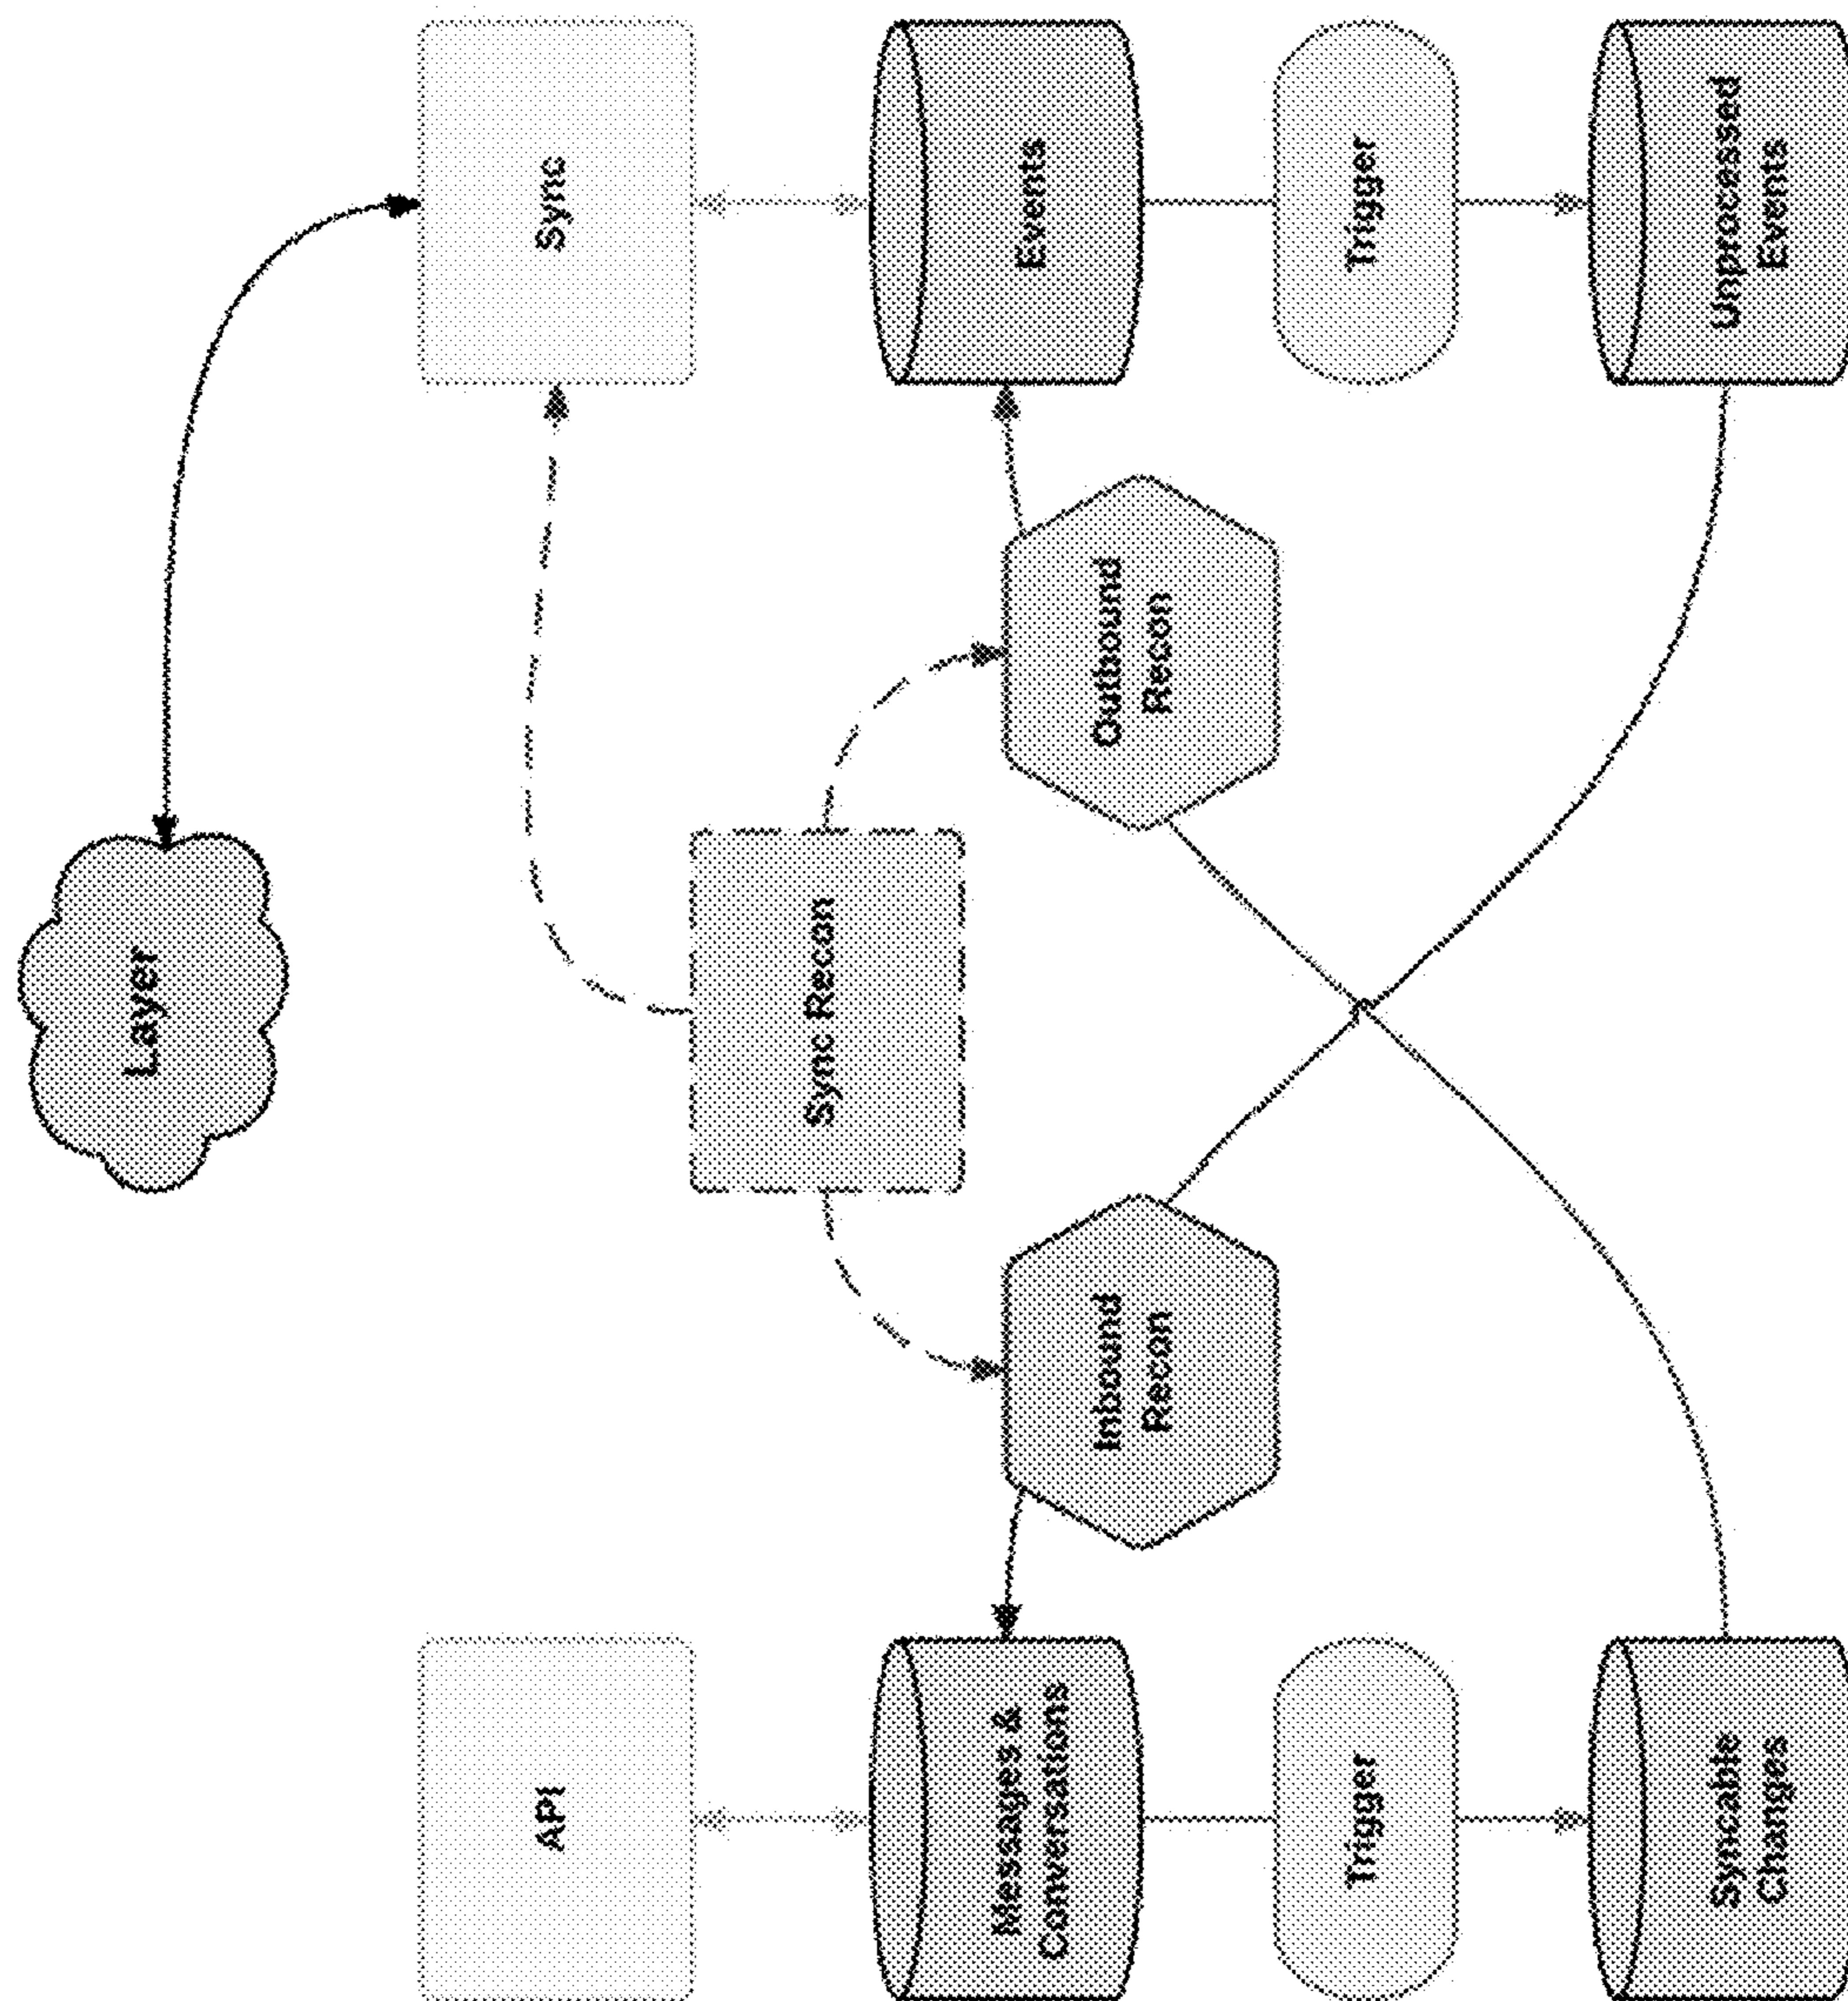 Layer
Sync
API
Sync Recon
Events
Messages &
Conversations
Outbound
Recon
Inbound
Recon
Trigger
Trigger
Unprocessed
Events
Syncable
Changes